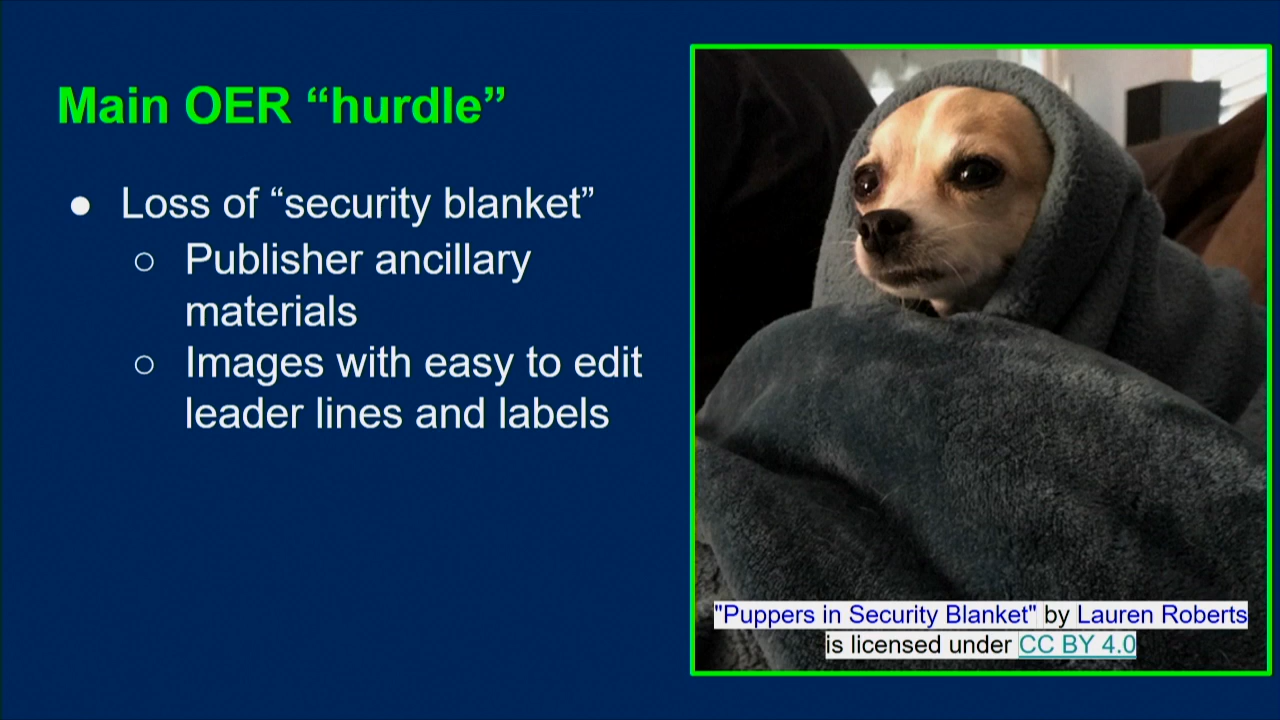 Main OER “hurdle”
● Loss of “security blanket”
○ Publisher ancillary
materials
○ Images with easy to edit
leader lines and labels
"Puppers in Security Blanket" by Lauren Roberts
is licensed under CC BY 4.0